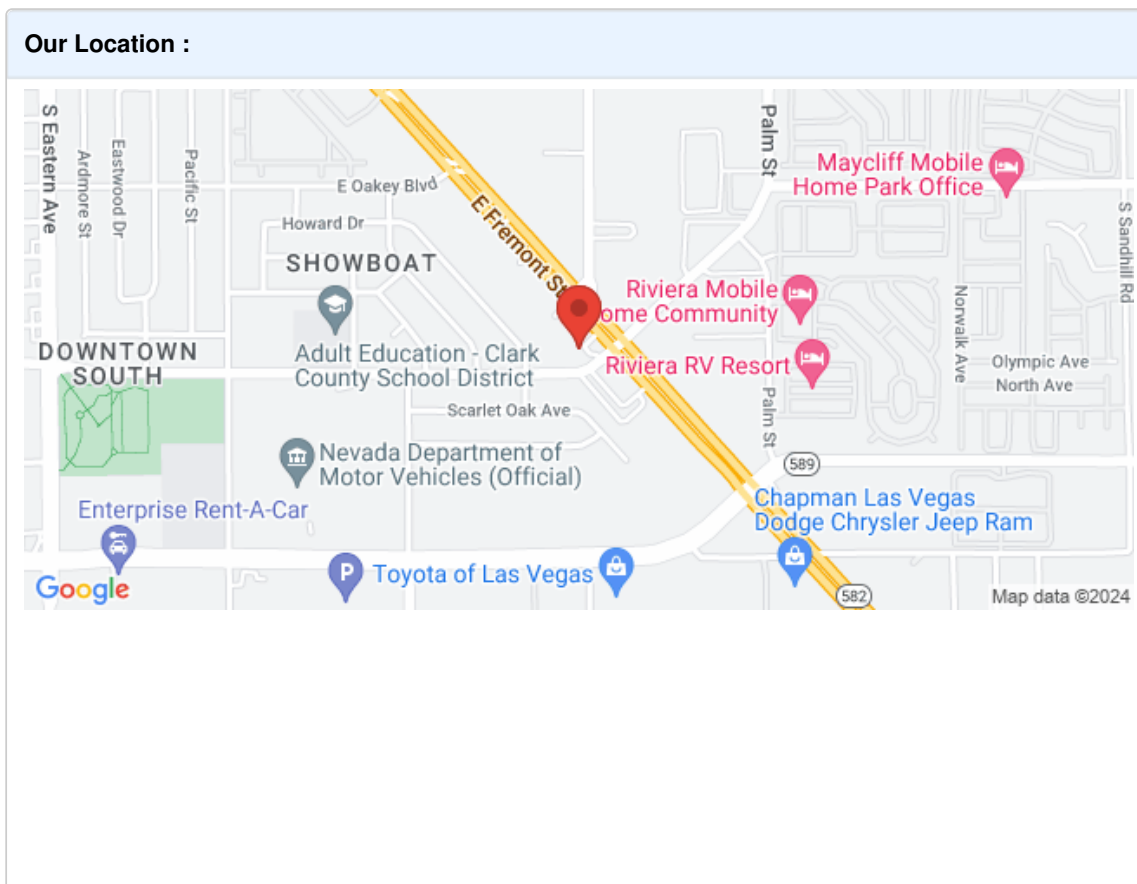 Our Location :
S Eastern Ave
Ardmore St
Eastwood Dr
Pacific St
E Oakey Blvd
Howard Dr
E Fremont St
Palm St
Maycliff Mobile
Home Park Office
S Sandhill Rd
SHOWBOAT
Riviera Mobile
ome Community
Norwalk Ave
DOWNTOWN
SOUTH
Adult Education - Clark
County School District
Riviera RV Resort
Olympic Ave
North Ave
Scarlet Oak Ave
Palm St
Nevada Department of
Motor Vehicles (Official)
589
Enterprise Rent-A-Car
Chapman Las Vegas
Dodge Chrysler Jeep Ram
P
Toyota of Las Vegas
Google
582
Map data ©2024